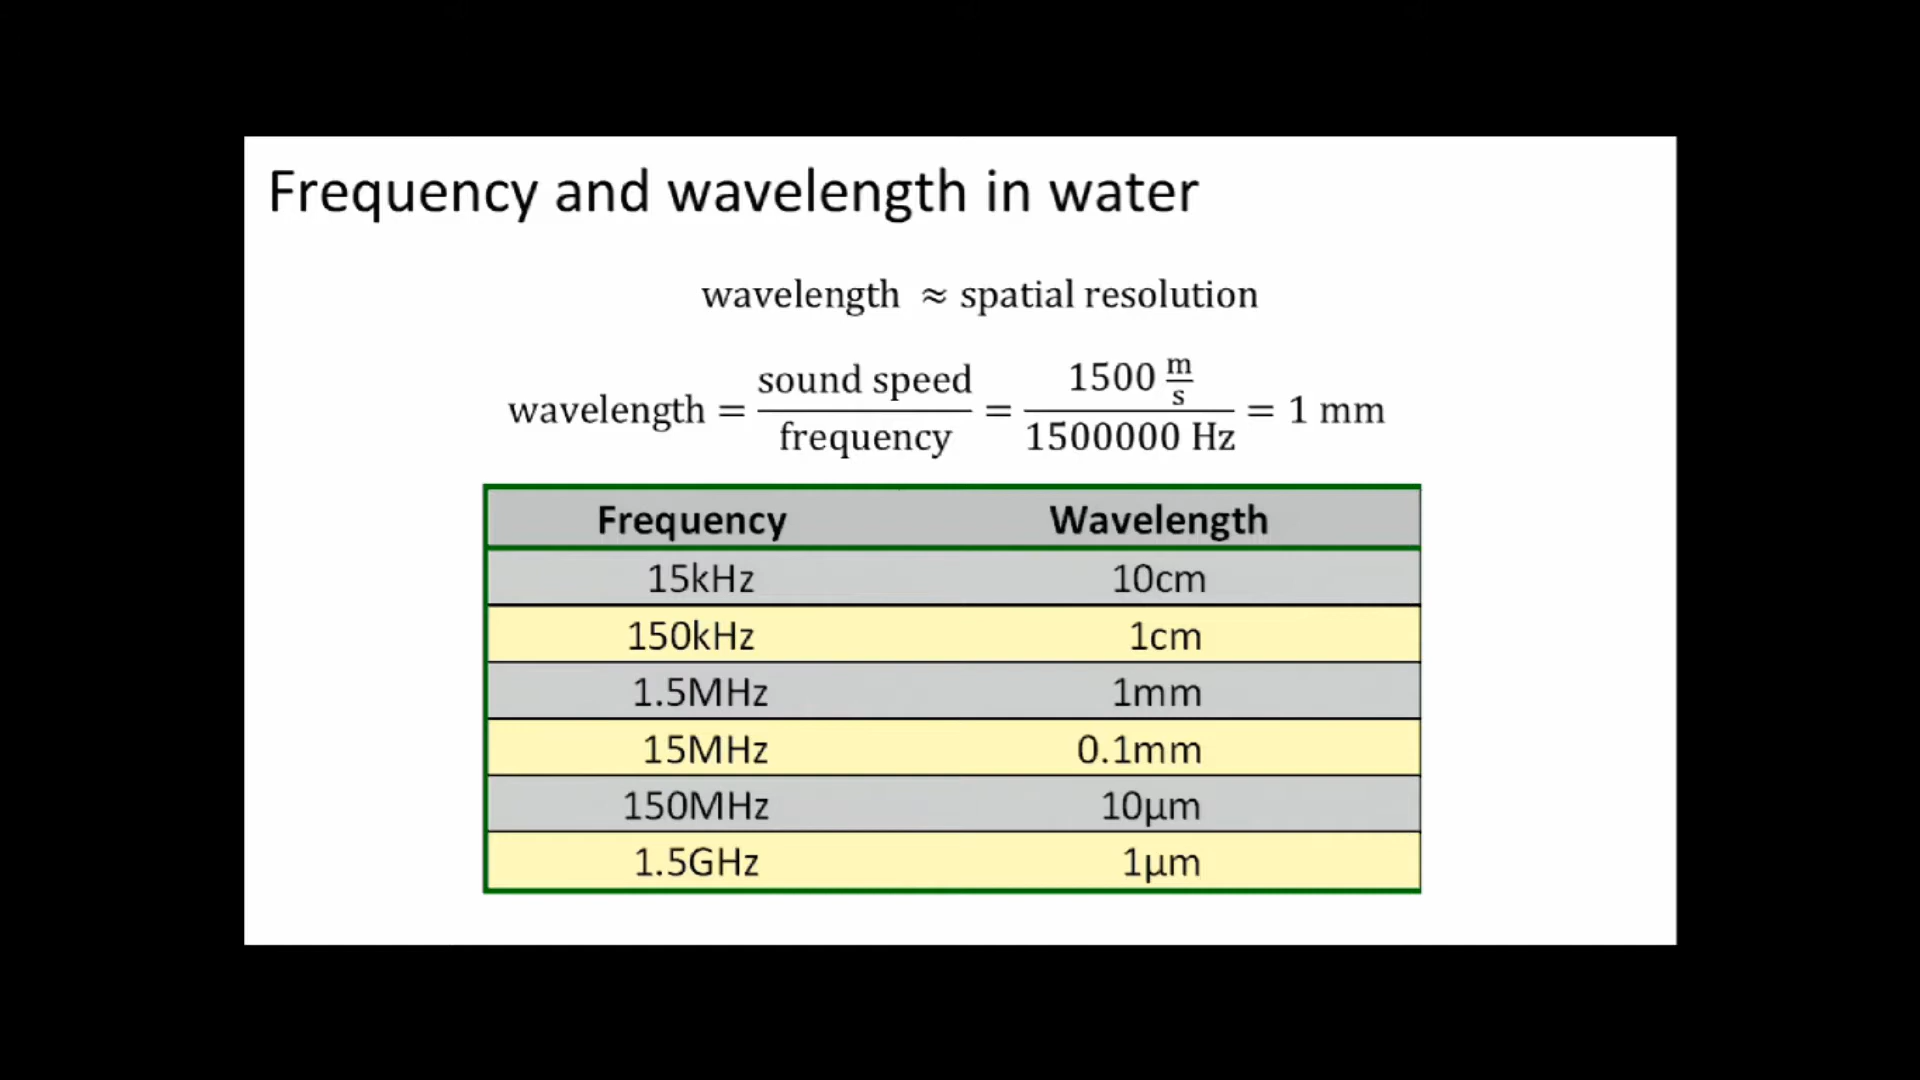 Frequency and wavelength in water
wavelength ≈ spatial resolution
wavelength = sound speed / frequency = 1500 m/s / 1500000 Hz = 1 mm
Frequency Wavelength
15kHz 10cm
150kHz 1cm
1.5MHz 1mm
15MHz 0.1mm
150MHz 10µm
1.5GHz 1µm